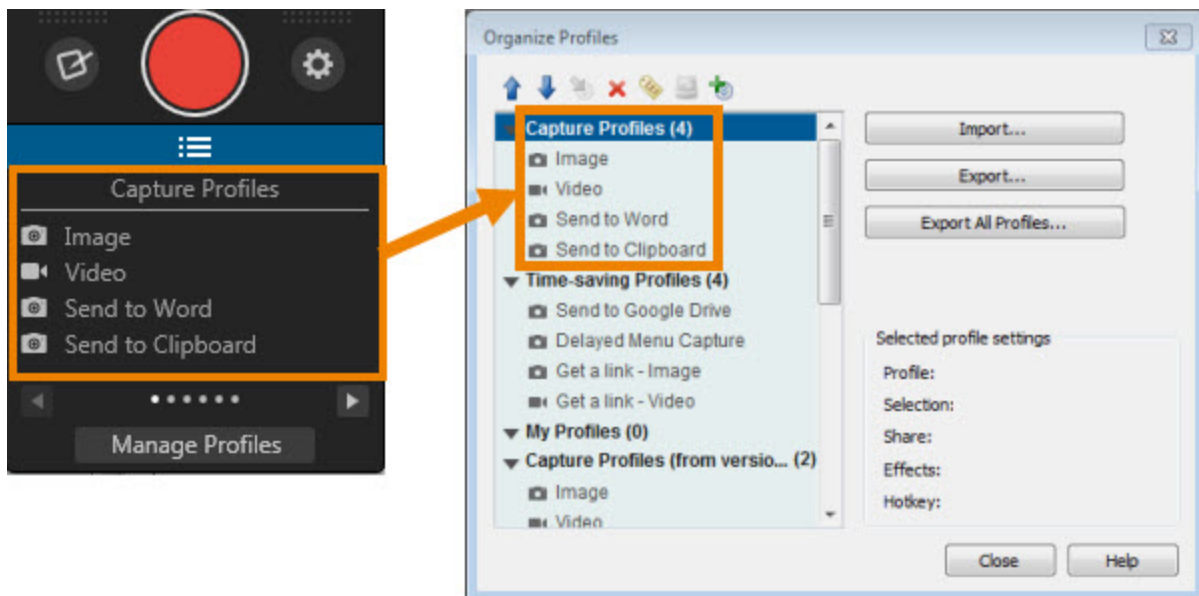 Capture Profiles
Image
Video
Send to Word
Send to Clipboard
Manage Profiles
Organize Profiles
Capture Profiles (4)
Image
Video
Send to Word
Send to Clipboard
Time-saving Profiles (4)
Send to Google Drive
Delayed Menu Capture
Get a link - Image
Get a link - Video
My Profiles (0)
Capture Profiles (from versio... (2)
Image
Video
Import...
Export...
Export All Profiles...
Selected profile settings
Profile:
Selection:
Share:
Effects:
Hotkey:
Close
Help